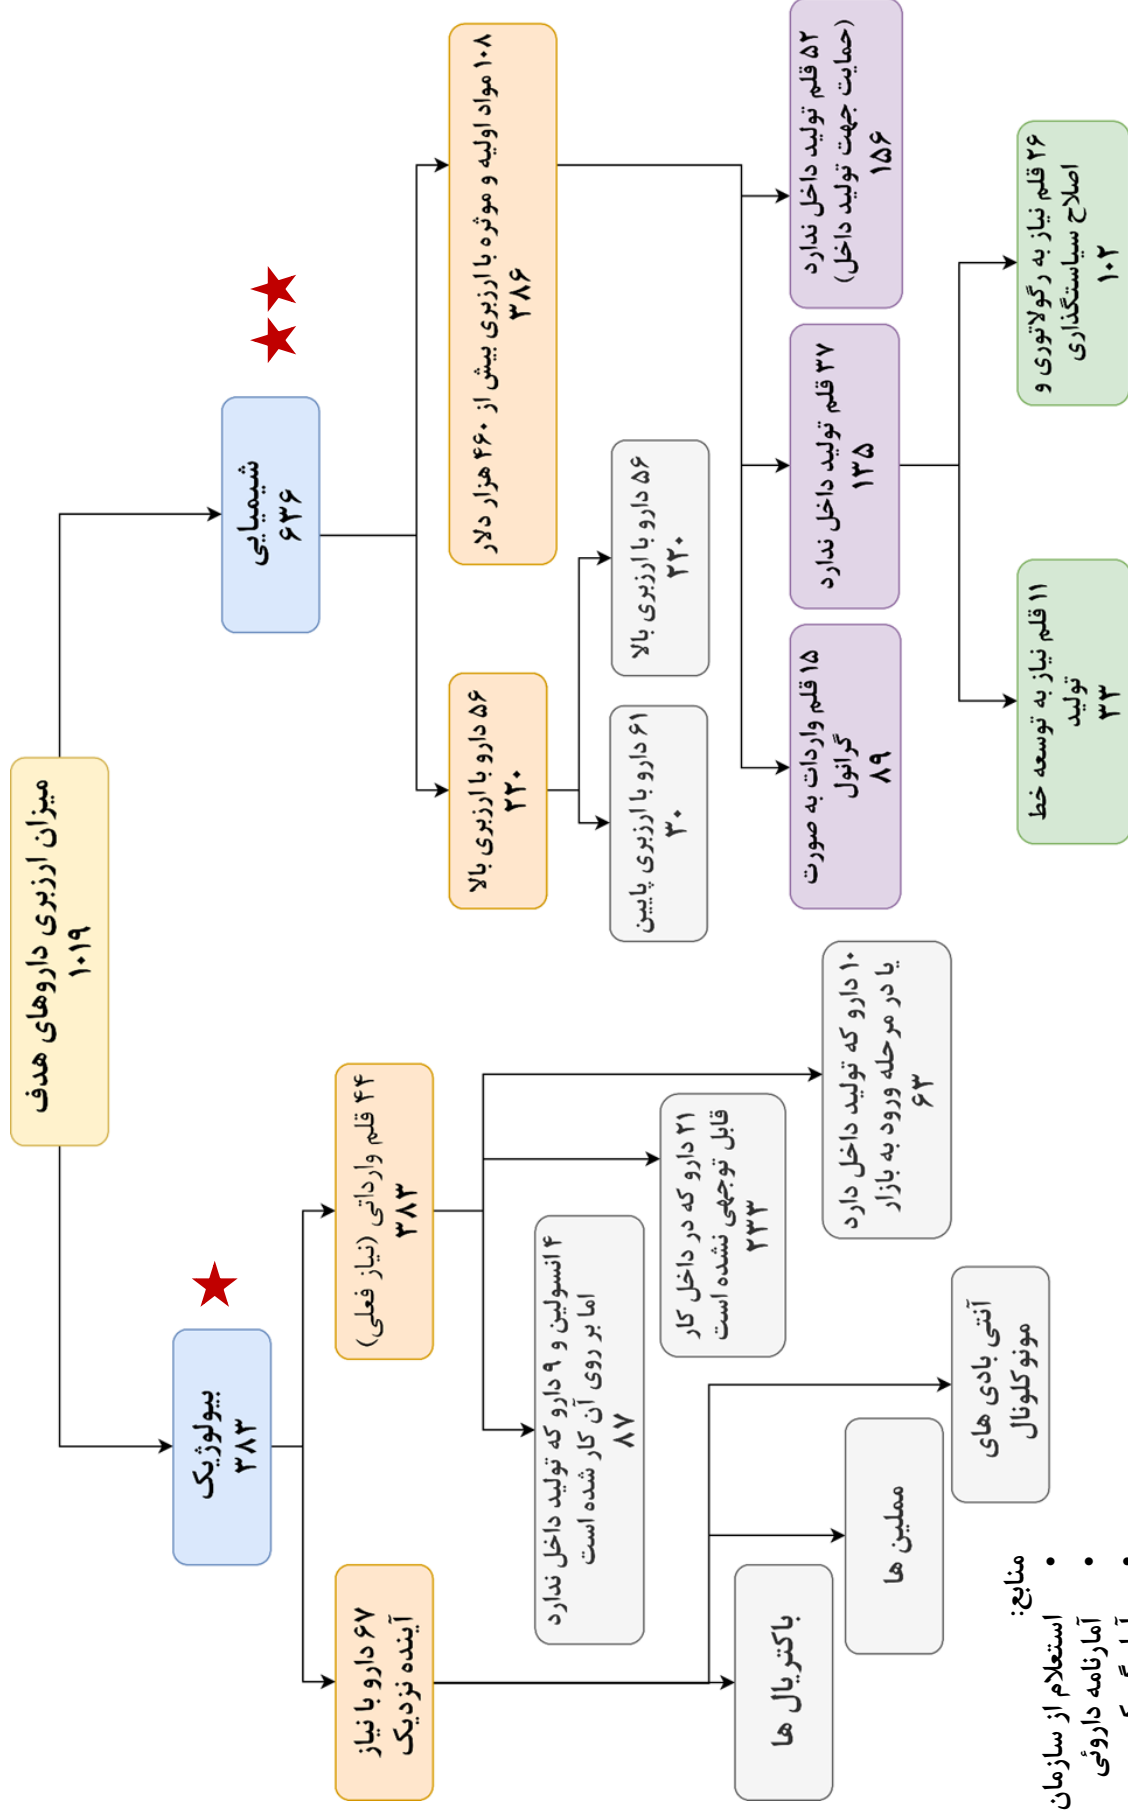 میزان ارزبری داروهای هدف
۱۰۱۹
شیمیایی
۶۳۶
بیولوژیک
۳۸۳
۱۰۸ مواد اولیه و موثره با ارزبری بیش از ۴۶۰ هزار دلار
۳۸۶
۵۶ دارو با ارزبری بالا
۲۲۰
۵۶ دارو با ارزبری بالا
۲۲۰
۶۱ دارو با ارزبری پایین
۳۰
۵۲ قلم تولید داخل ندارد
(حمایت جهت تولید داخل)
۱۵۶
۳۷ قلم تولید داخل ندارد
۱۳۵
۱۵ قلم واردات به صورت
گرانول
۸۹
۲۶ قلم نیاز به رگولاتوری و
اصلاح سیاستگذاری
۱۰۲
۱۱ قلم نیاز به توسعه خط
تولید
۳۳
۴۴ قلم وارداتی (نیاز فعلی)
۳۸۳
۶۷ دارو با نیاز
آینده نزدیک
۱۰ دارو که تولید داخل دارد
یا در مرحله ورود به بازار
۶۳
۲۱ دارو که در داخل کار
قابل توجهی نشده است
۲۳۳
۴ انسولین و ۹ دارو که تولید داخل ندارد
اما بر روی آن کار شده است
۸۷
آنتی بادی های
مونوکلونال
مملین ها
باکتریال ها
منابع:
• استعلام از سازمان
• آمارنامه داروئی